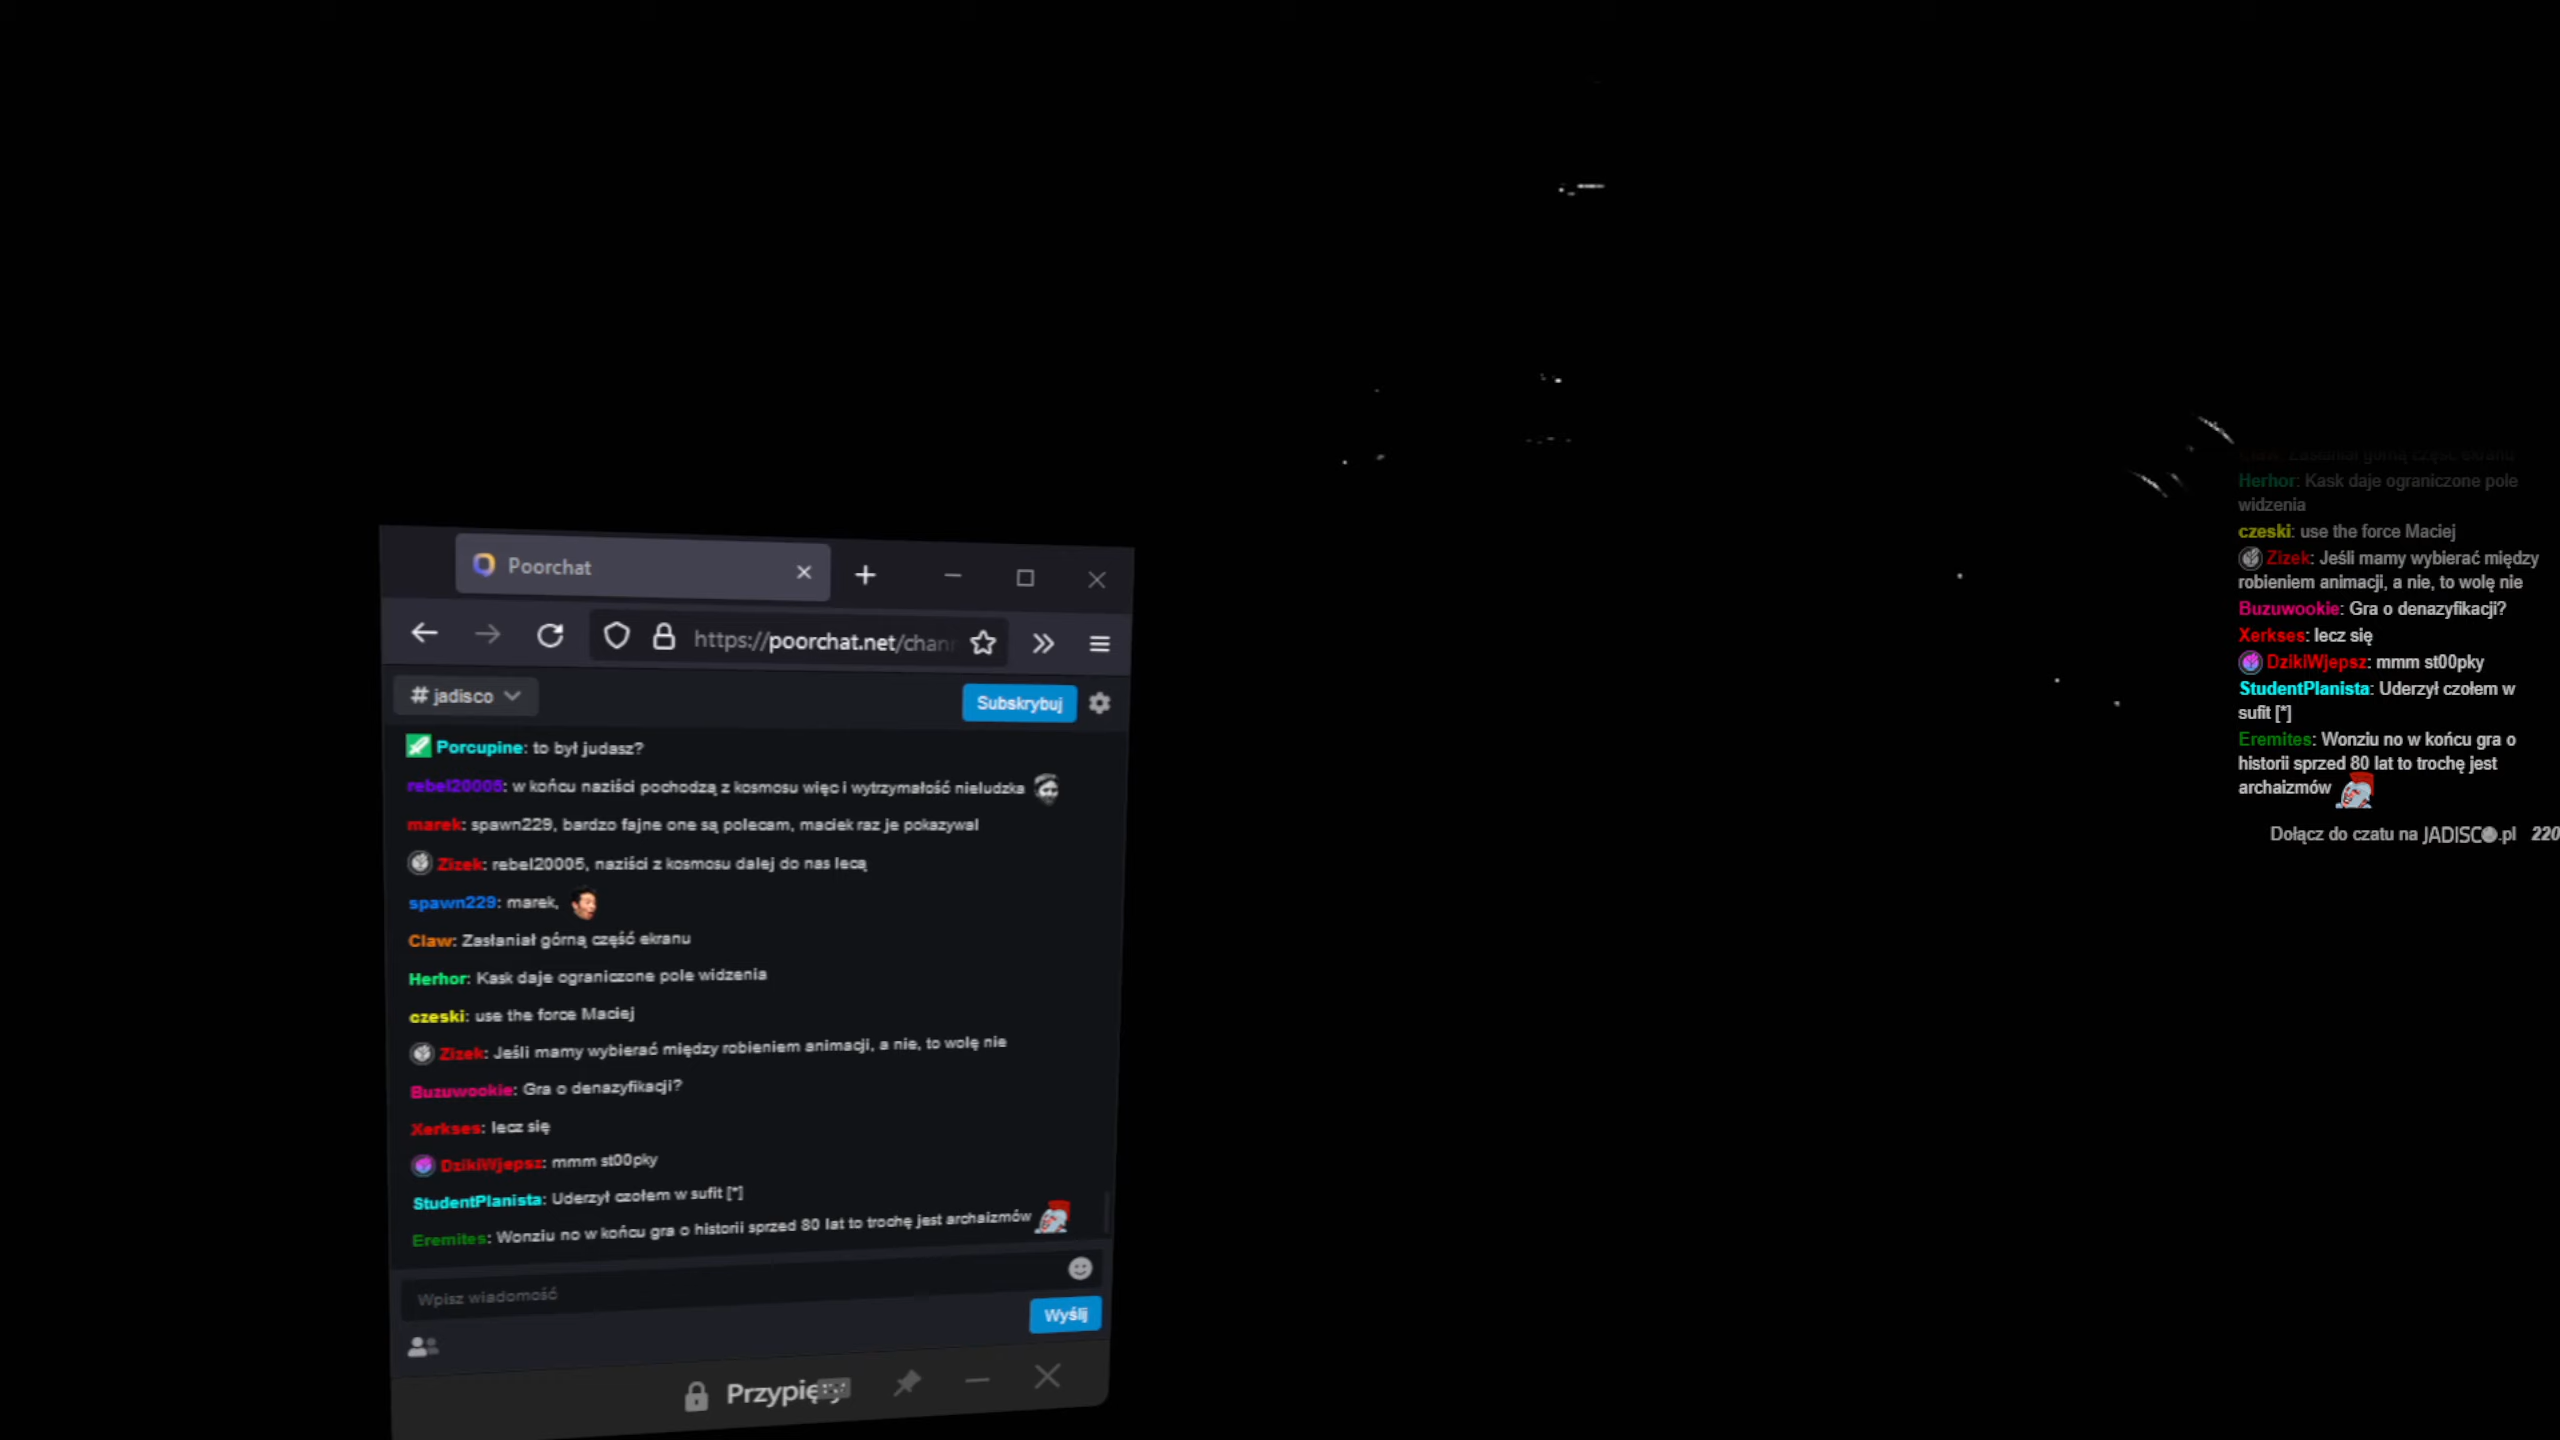 Poorchat
https://poorchat.net/chan
# jadisco
Subskrybuj
Porcupine: to był judasz?
rebel20005: w końcu naziści pochodzą z kosmosu więc i wytrzymałość nieludzka
marek: spawn229, bardzo fajne one są polecam, maciek raz je pokazywal
Zizek: rebel20005, naziści z kosmosu dalej do nas lecą
spawn229: marek,
Claw: Zasłaniał górną część ekranu
Herhor: Kask daje ograniczone pole widzenia
czeski: use the force Maciej
Zizek: Jeśli mamy wybierać między robieniem animacji, a nie, to wolę nie
Buzuwookie: Gra o denazyfikacji?
Xerkses: lecz się
DzikiWjepsz: mmm st00pky
StudentPlanista: Uderzył czołem w sufit [*]
Eremites: Wonziu no w końcu gra o historii sprzed 80 lat to trochę jest archaizmów
Wpisz wiadomość
Wyślij
Claw: Zasłaniał górną część ekranu
Herhor: Kask daje ograniczone pole
widzenia
czeski: use the force Maciej
Zizek: Jeśli mamy wybierać między
robieniem animacji, a nie, to wolę nie
Buzuwookie: Gra o denazyfikacji?
Xerkses: lecz się
DzikiWjepsz: mmm st00pky
StudentPlanista: Uderzył czołem w
sufit [*]
Eremites: Wonziu no w końcu gra o
historii sprzed 80 lat to trochę jest
archaizmów
Dołącz do czatu na JADISCO.pl 220